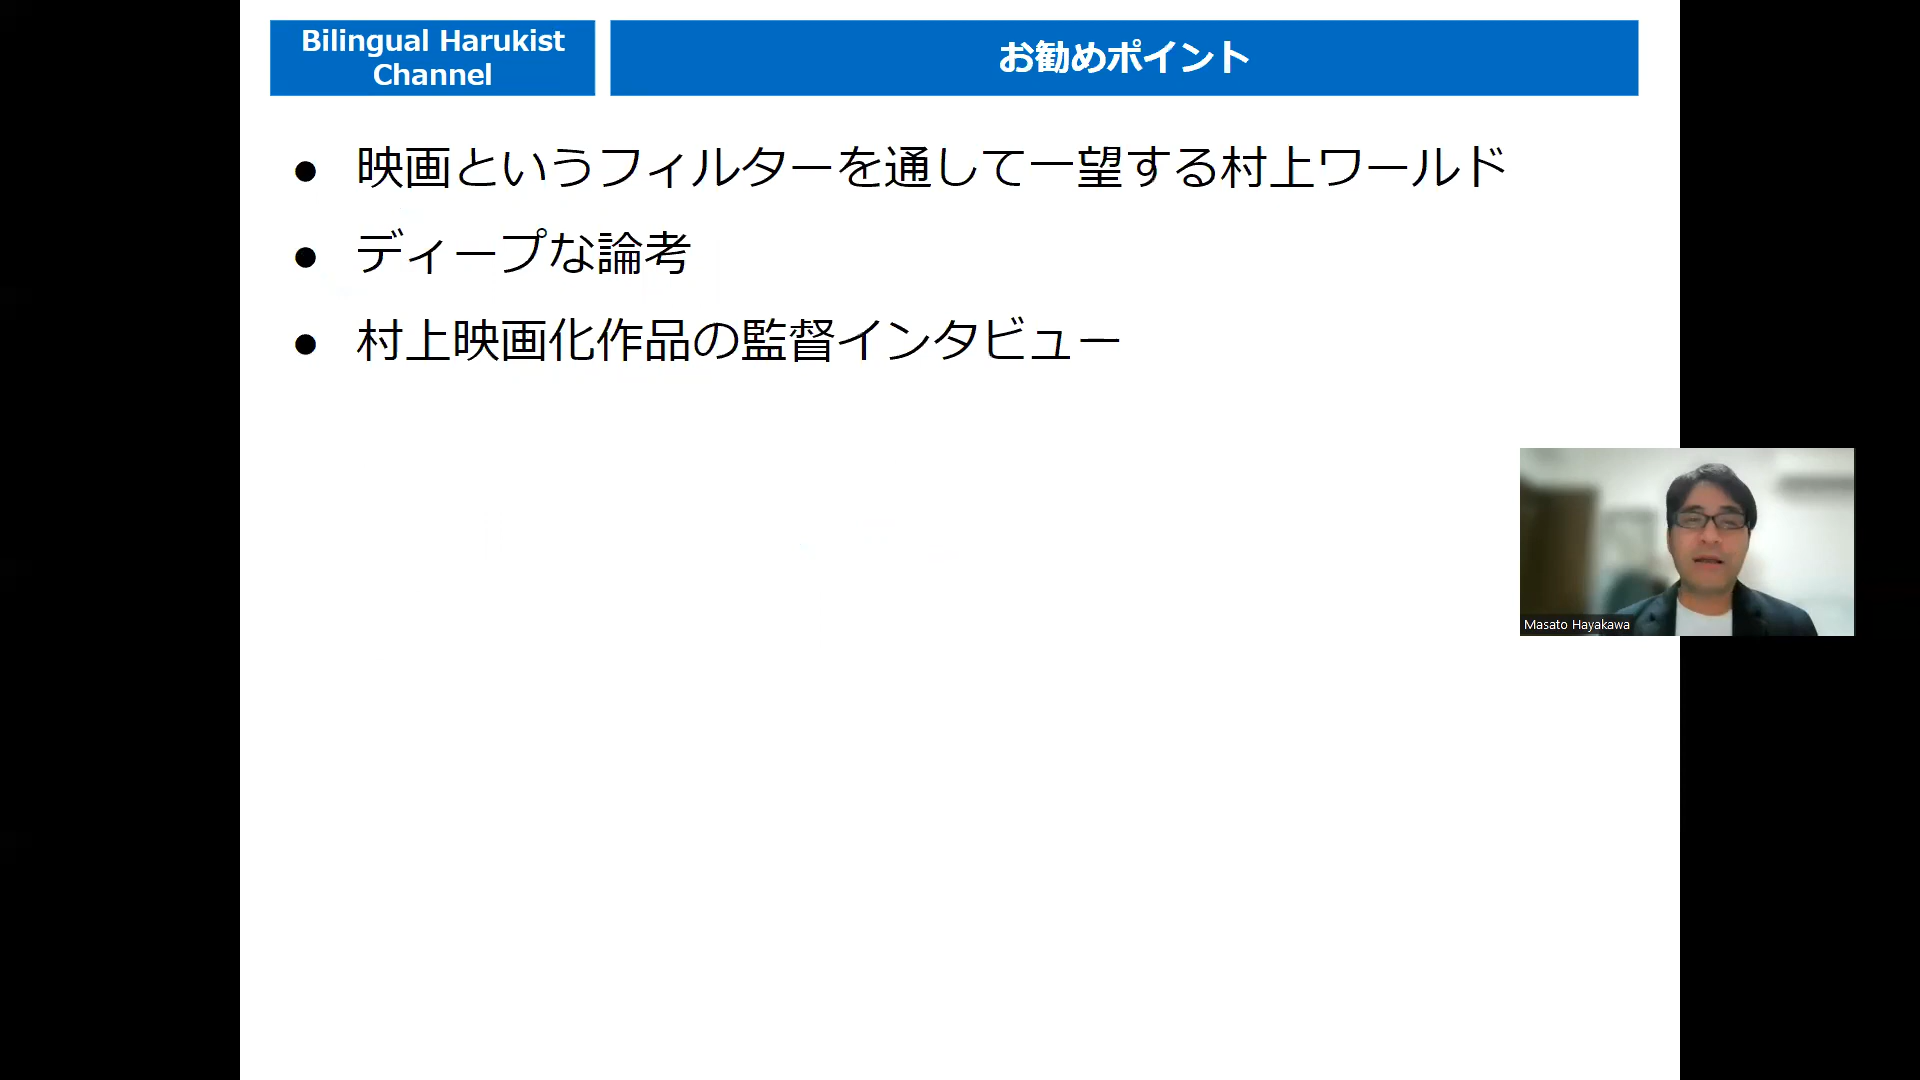 Bilingual Harukist
Channel
お勧めポイント
● 映画というフィルターを通して一望する村上ワールド
● ディープな論考
● 村上映画化作品の監督インタビュー
Masato Hayakawa